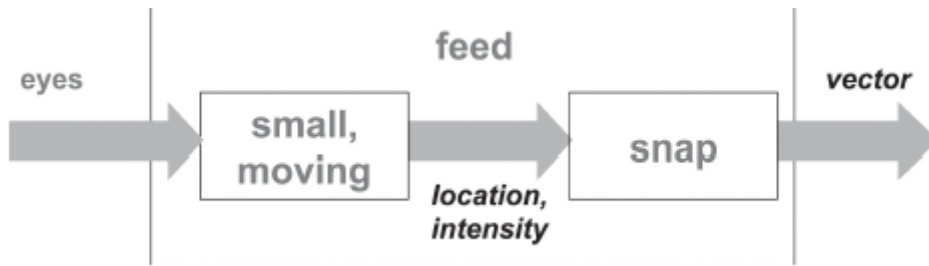 feed
eyes
vector
small,
moving
snap
location,
intensity